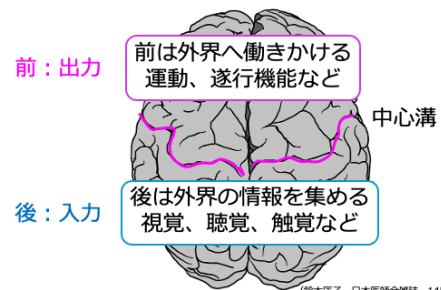 前は外界へ働きかける
運動、遂行機能など
前：出力
中心溝
後は外界の情報を集める
視覚、聴覚、触覚など
後：入力